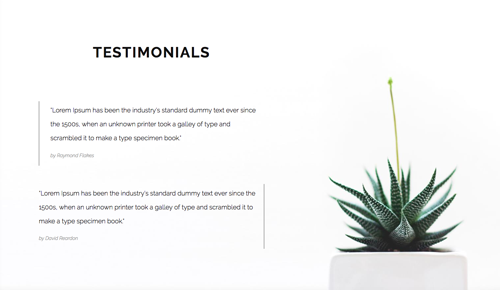 TESTIMONIALS
"Lorem Ipsum has been the industry's standard dummy text ever since
the 1500s, when an unknown printer took a galley of type and
scrambled it to make a type specimen book."
by Raymond Flakes
"Lorem Ipsum has been the industry's standard dummy text ever since the
1500s, when an unknown printer took a galley of type and scrambled it to
make a type specimen book."
by David Reardon